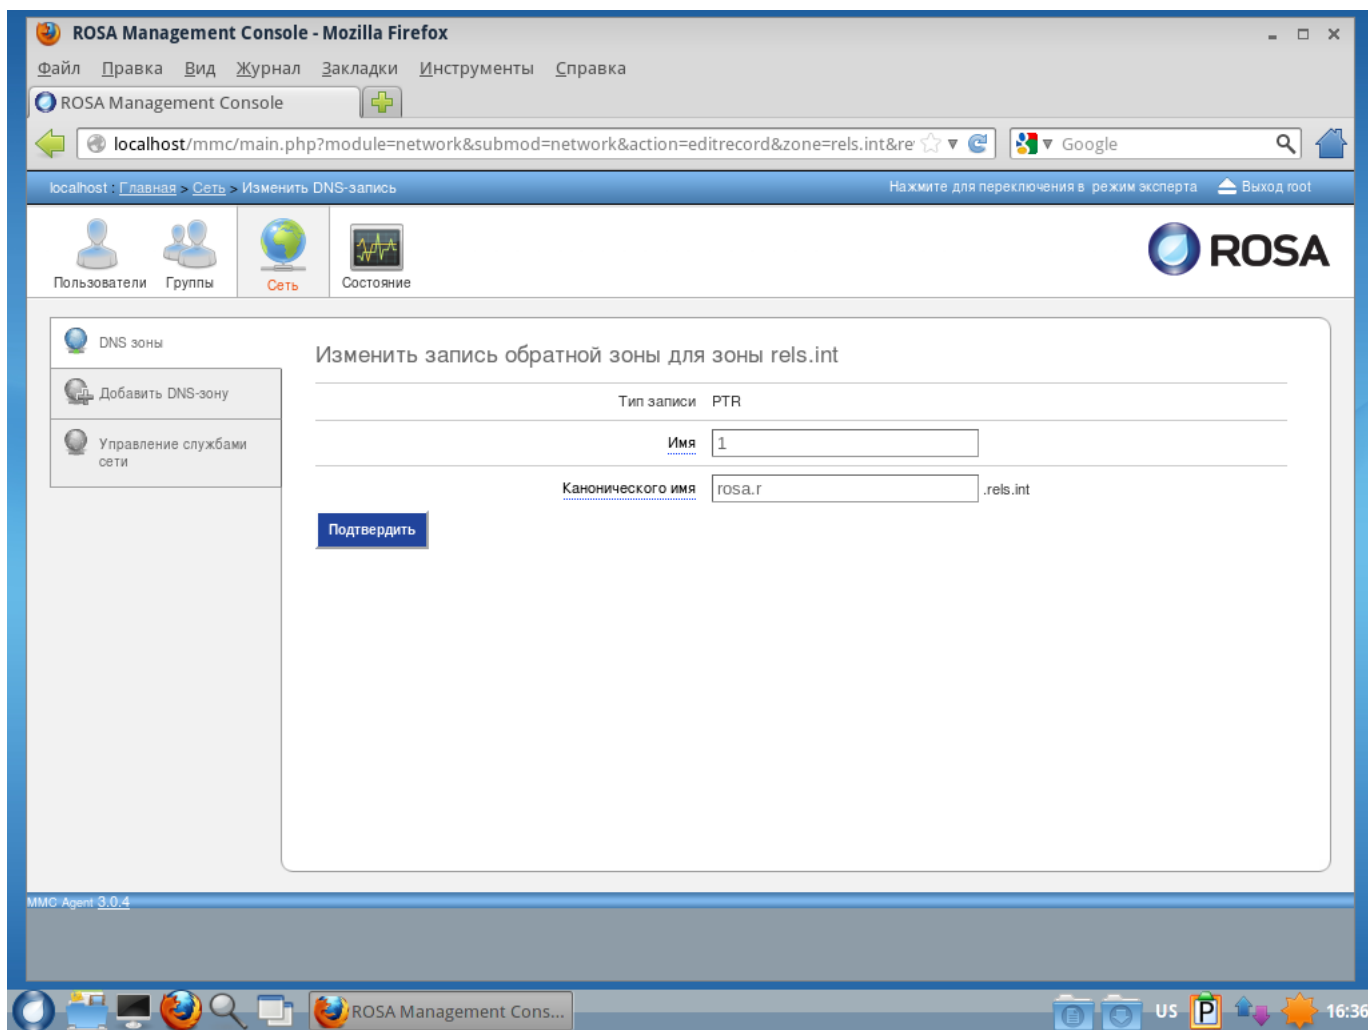 ROSA Management Console - Mozilla Firefox
Файл Правка Вид Журнал Закладки Инструменты Справка
ROSA Management Console
localhost/mmc/main.php?module=network&submod=network&action=editrecord&zone=rels.int&re
Google
localhost : Главная > Сеть > Изменить DNS-запись
Нажмите для переключения в режим эксперта
Выход root
Пользователи Группы Сеть Состояние
ROSA
DNS зоны
Добавить DNS-зону
Управление службами
сети
Изменить запись обратной зоны для зоны rels.int
Тип записи PTR
Имя 1
Канонического имя rosa.r .rels.int
Подтвердить
MMC Agent 3.0.4
ROSA Management Cons...
US
P
16:36